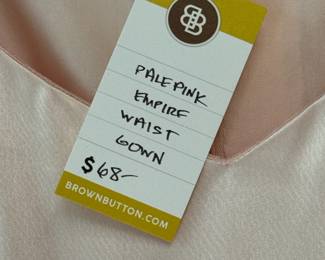 B
PALE PINK
EMPIRE
WAIST
GOWN
$68-
BROWNBUTTON.COM